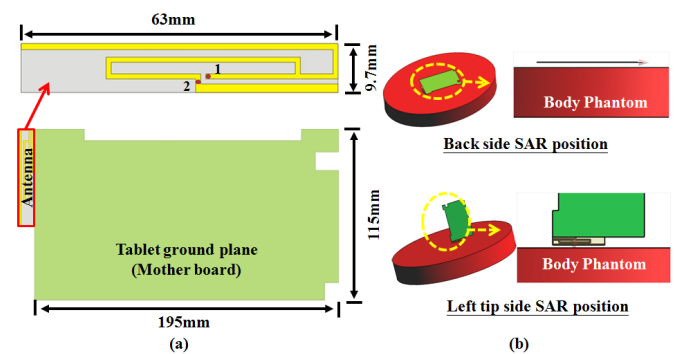 63mm
1
2
9.7mm
Antenna
Tablet ground plane
(Mother board)
115mm
195mm
(a)
Body Phantom
Back side SAR position
Body Phantom
Left tip side SAR position
(b)